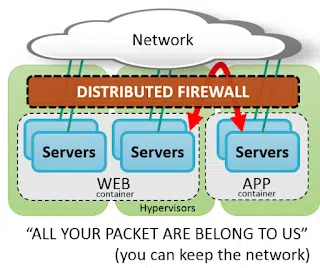 Network
DISTRIBUTED FIREWALL
Servers Servers Servers
WEB APP
container container
Hypervisors
“ALL YOUR PACKET ARE BELONG TO US”
(you can keep the network)